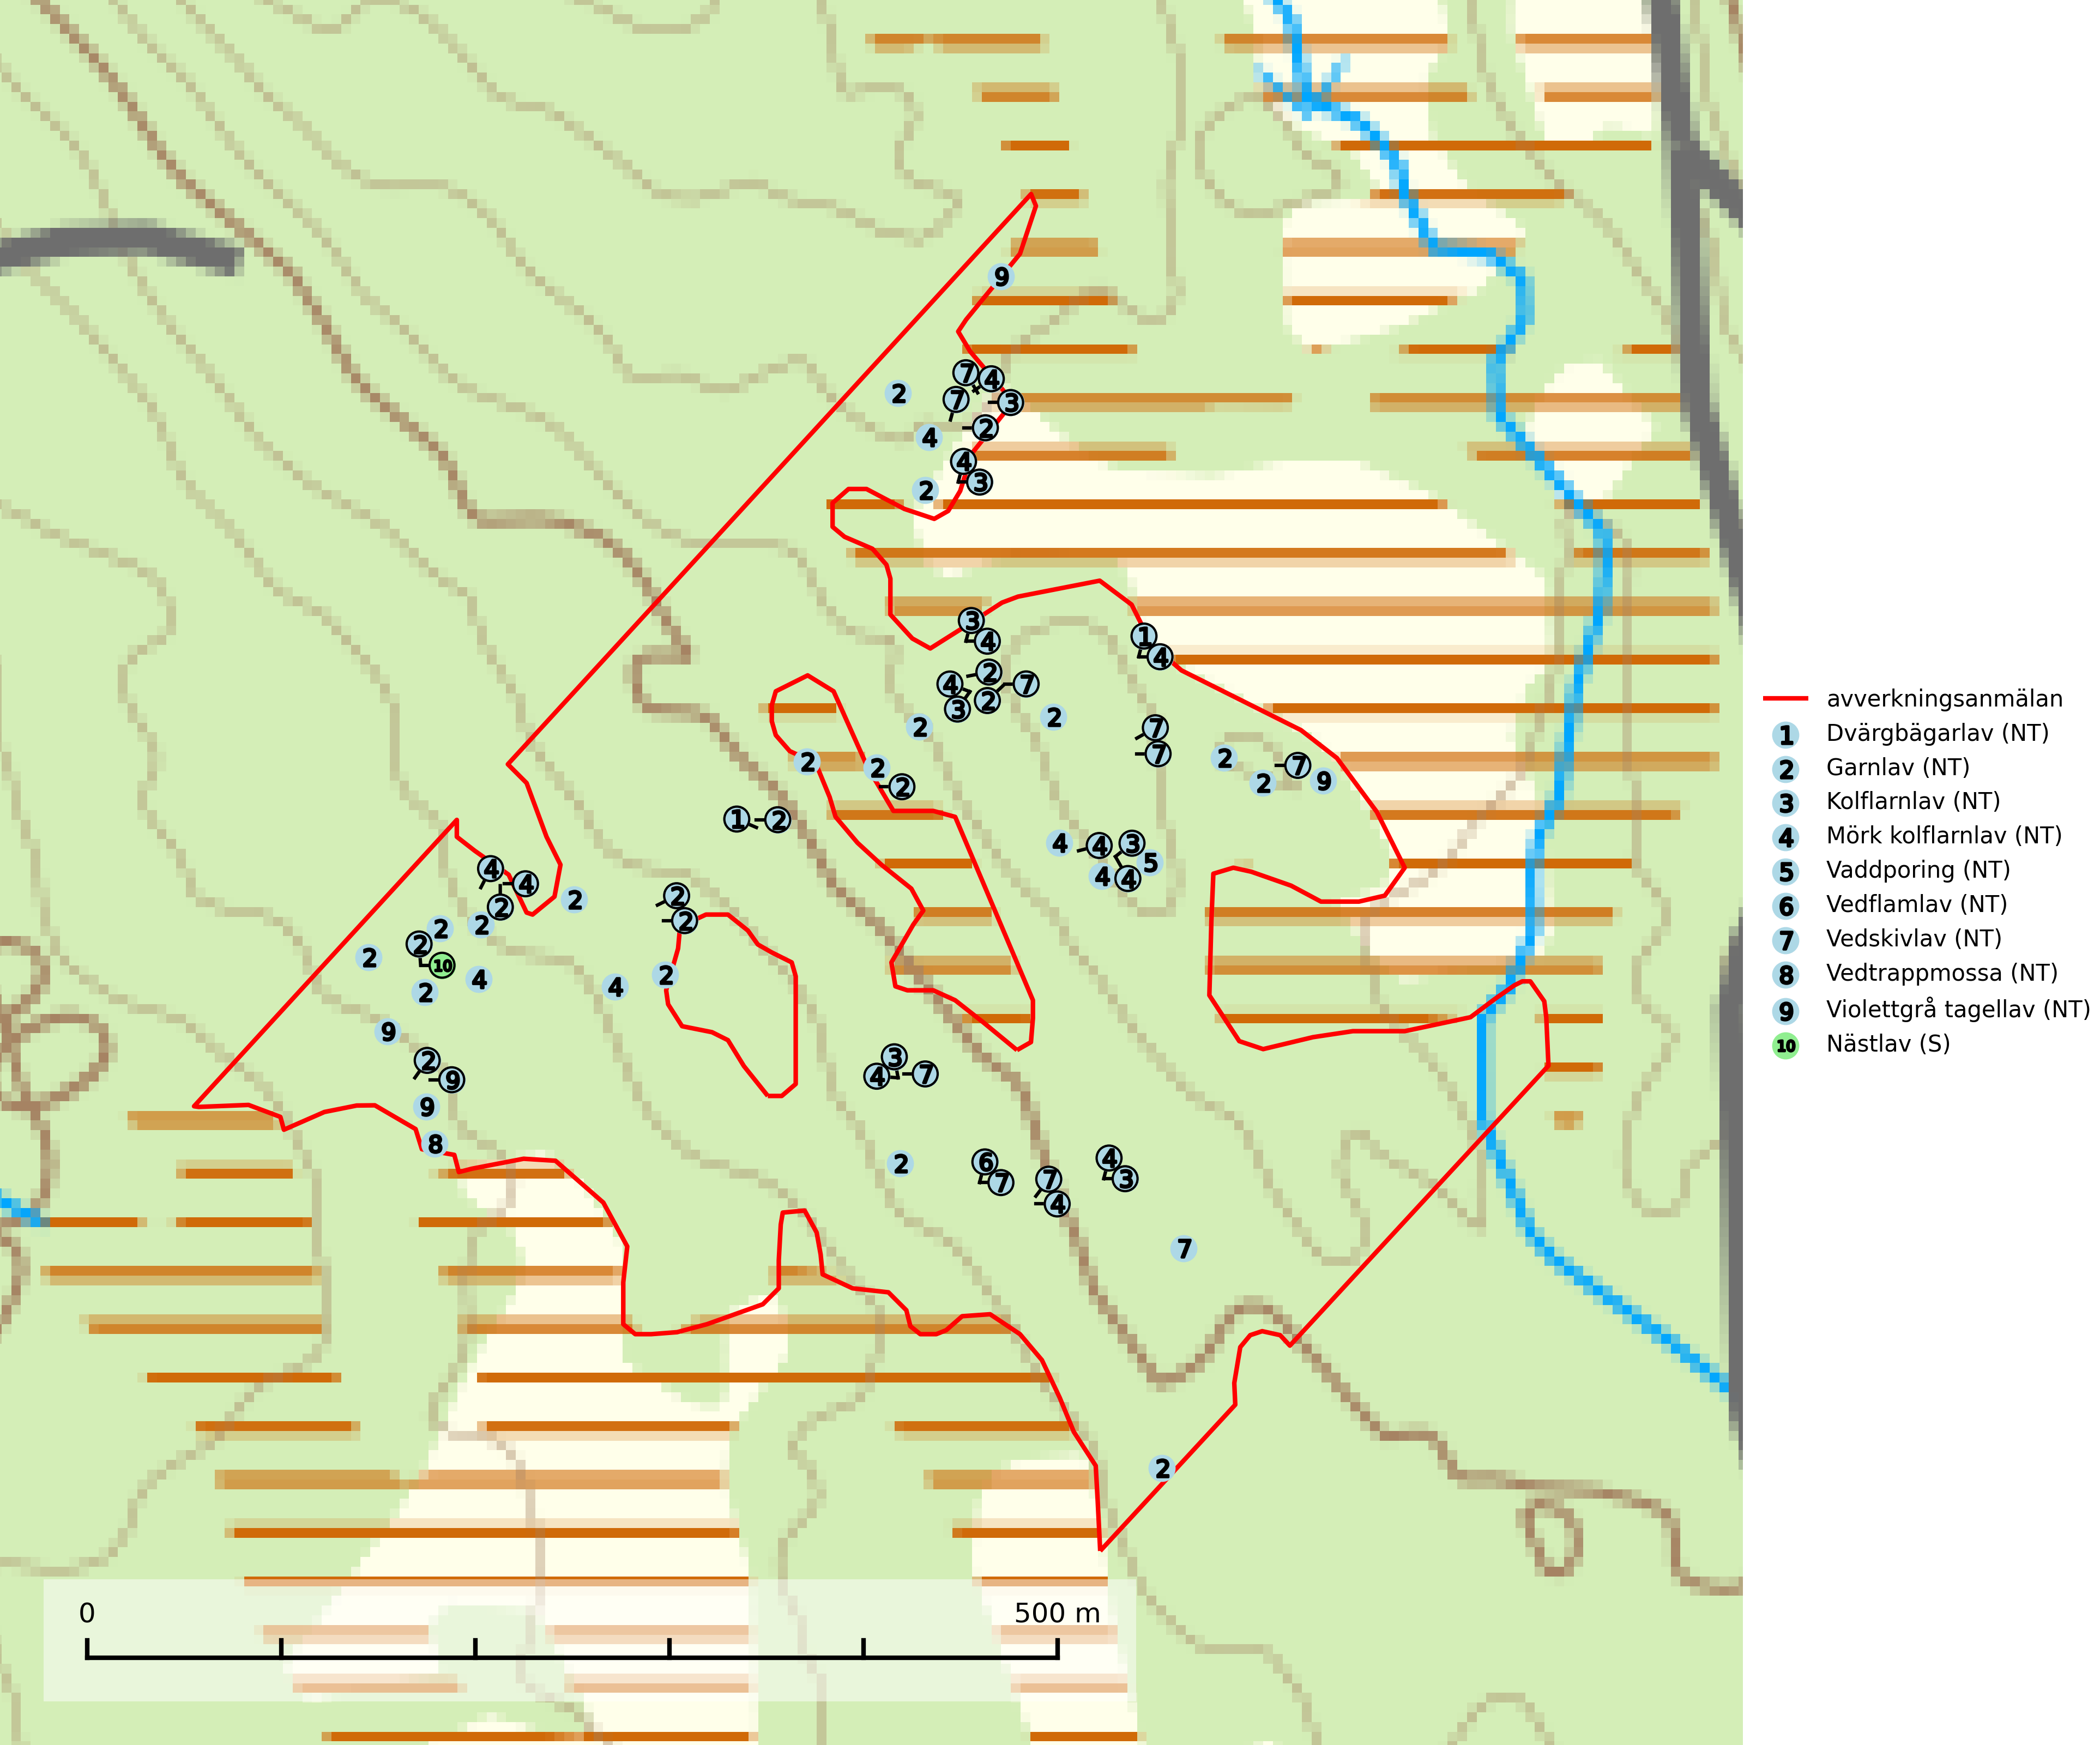 9
7 4
2 7 3
4 2
4
2 3
3
4 1
4
4 2 7
3 2 2
2 7
7
2 2 2 7
2 2 9
1 2
4 4 3
4 5
4 4 4
2 2 2
2 2 2
2
2 10
4 4 2
2
9
2 3
9 4 7
9
8
2 6 4
7 7 3
4
7
2
0 500 m
avverkningsanmälan
1 Dvärgbägarlav (NT)
2 Garnlav (NT)
3 Kolflarnlav (NT)
4 Mörk kolflarnlav (NT)
5 Vaddporing (NT)
6 Vedflamlav (NT)
7 Vedskivlav (NT)
8 Vedtrappmossa (NT)
9 Violettgrå tagellav (NT)
10 Nästlav (S)